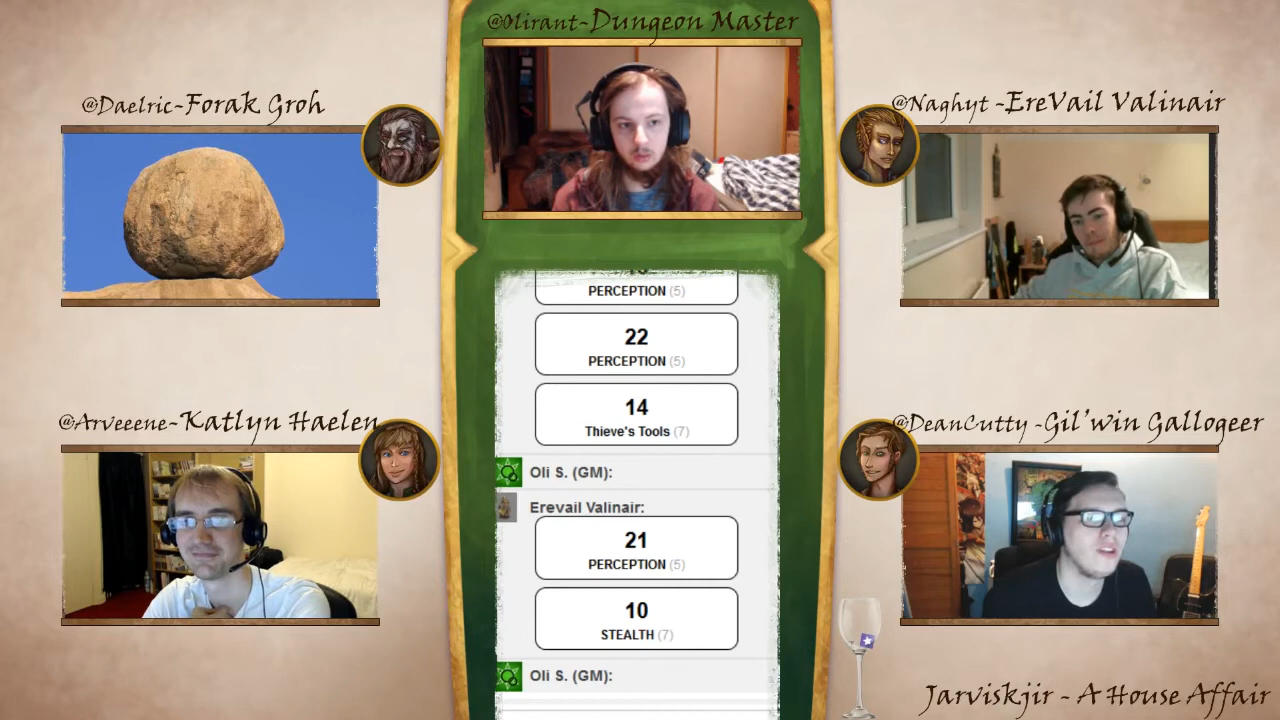 @Olirant-Dungeon Master
@Daelric-Forak Groh
@Naghyt -EreVail Valinair
PERCEPTION (5)
22
PERCEPTION (5)
14
Thieve's Tools (7)
@Arveeene-Katlyn Haelen
@DeanCutty -Gil'win Gallogeer
Oli S. (GM):
Erevail Valinair:
21
PERCEPTION (5)
10
STEALTH (7)
Oli S. (GM):
Jarviskjir - A House Affair